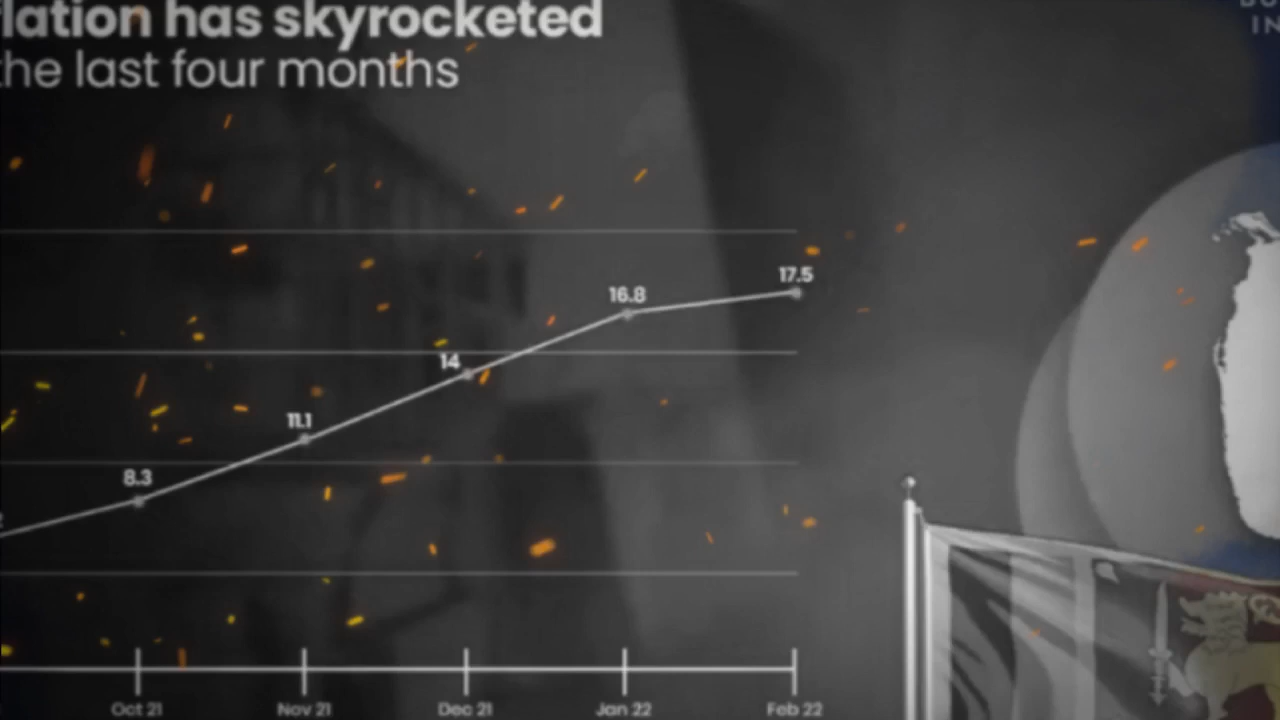 flation has skyrocketed
the last four months
17.5
16.8
14
11.1
8.3
Oct 21
Nov 21
Dec 21
Jan 22
Feb 22